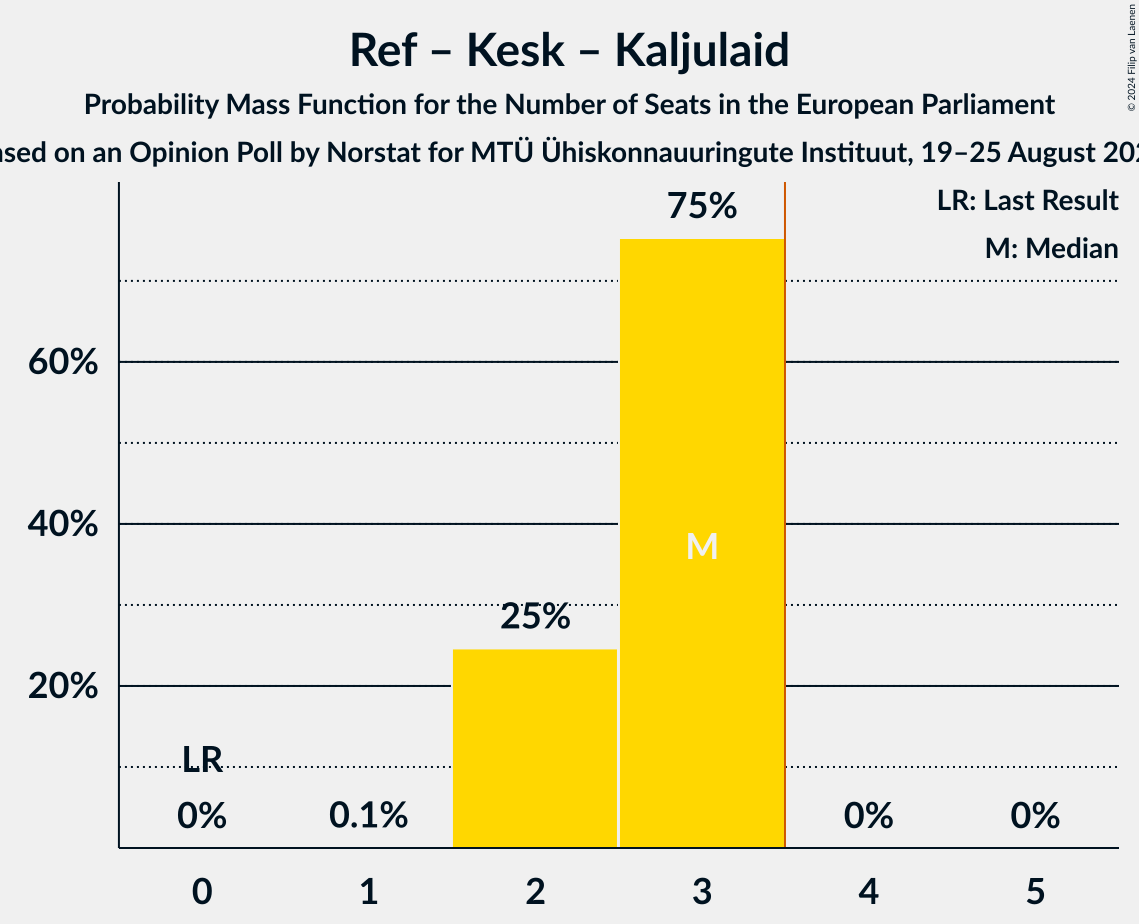 Ref – Kesk – Kaljulaid
Probability Mass Function for the Number of Seats in the European Parliament
on an Opinion Poll by Norstat for MTÜ Ühiskonnauuringute Instituut, 19–25 August
© 2024 Filip van Laenen
LR: Last Result
M: Median
75%
60%
40%
M
25%
20%
LR
0%
0.1%
0%
0%
0
1
2
3
4
5